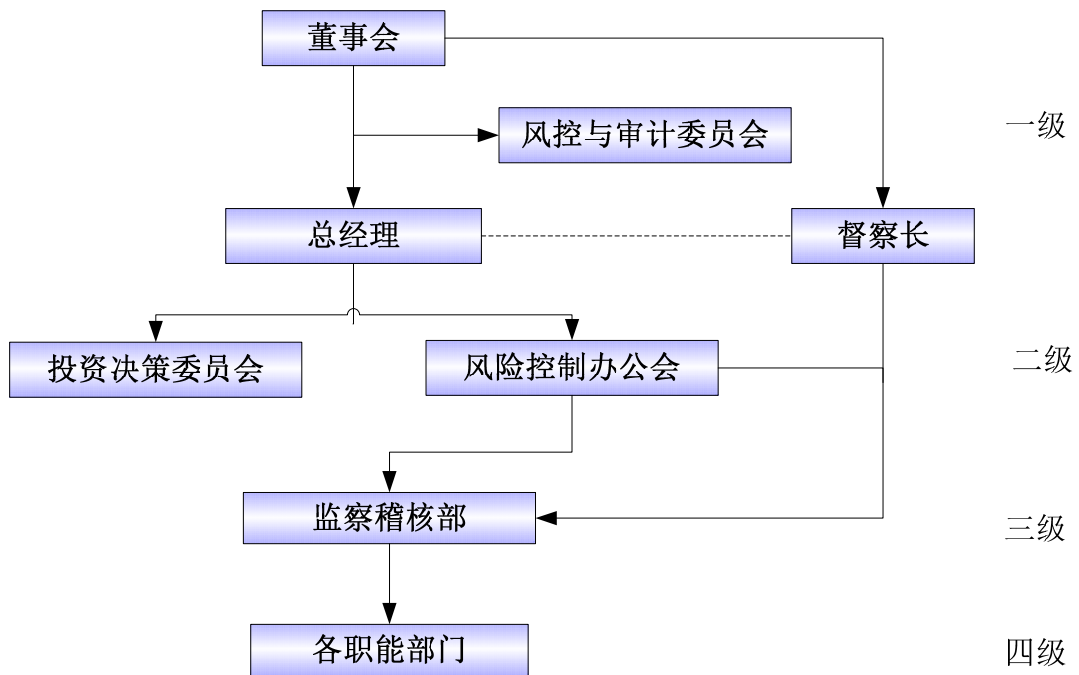 董事会
风控与审计委员会
一级
总经理
督察长
投资决策委员会
风险控制办公会
二级
监察稽核部
三级
各职能部门
四级